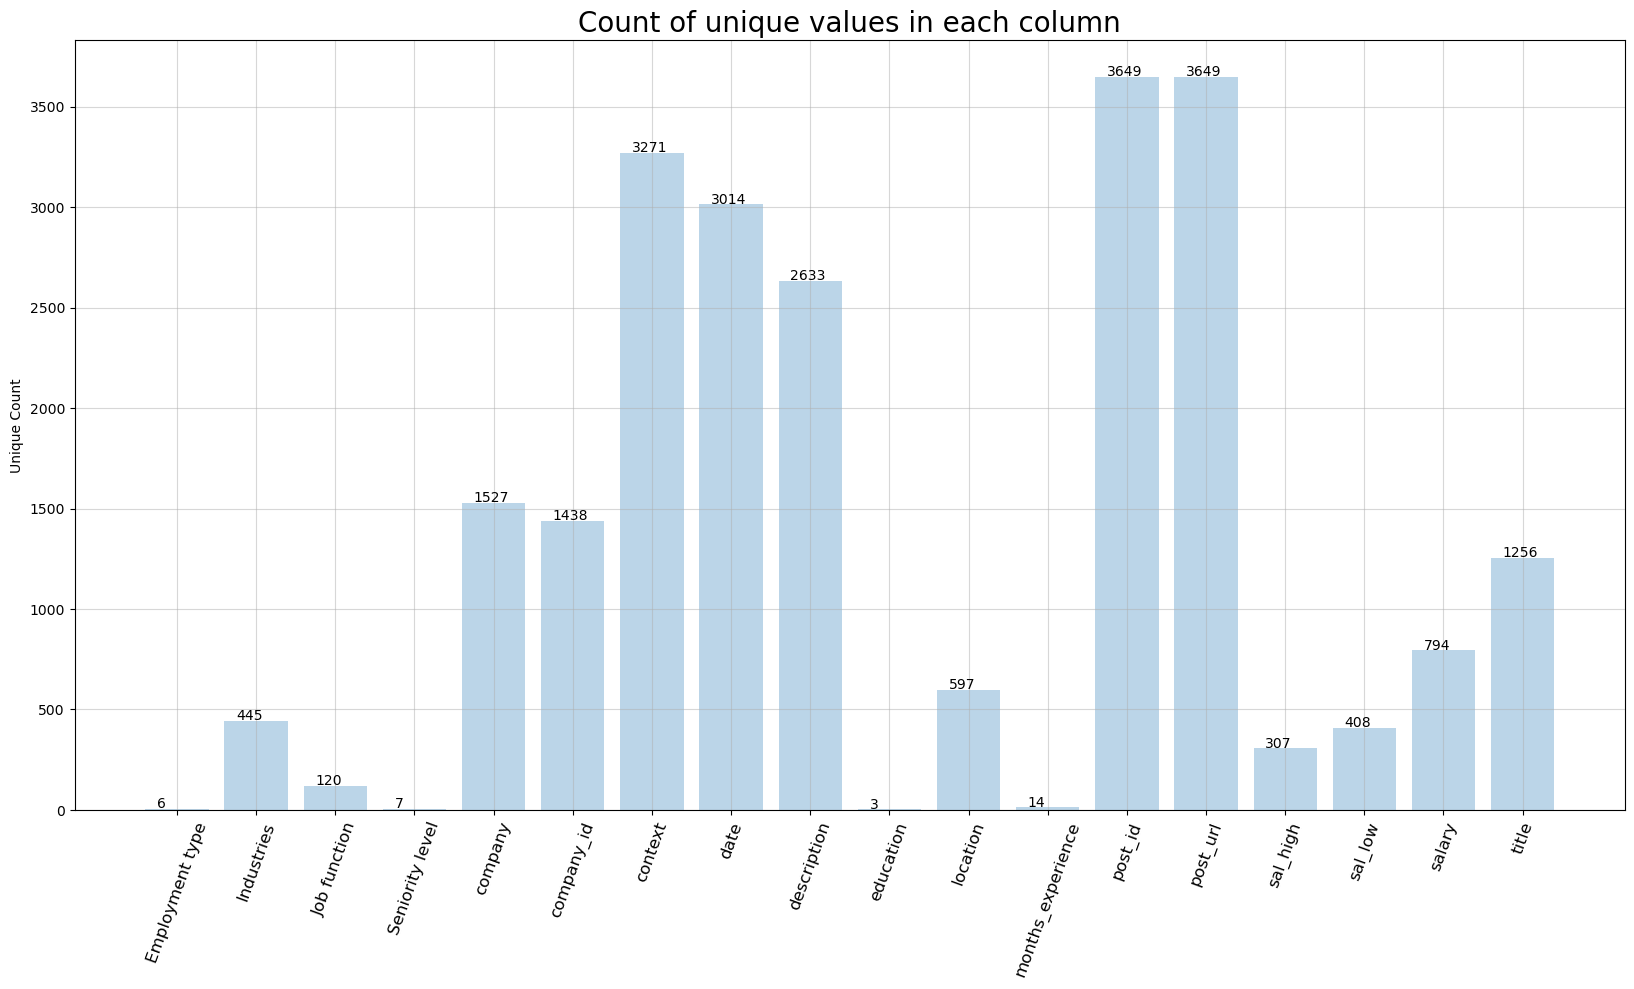 Count of unique values in each column
Unique Count
3500
3000
2500
2000
1500
1000
500
0
6
445
120
7
1527
1438
3271
3014
2633
3
597
14
3649
3649
307
408
794
1256
Employment type
Industries
Job function
Seniority level
company
company_id
context
date
description
education
location
months_experience
post_id
post_url
sal_high
sal_low
salary
title